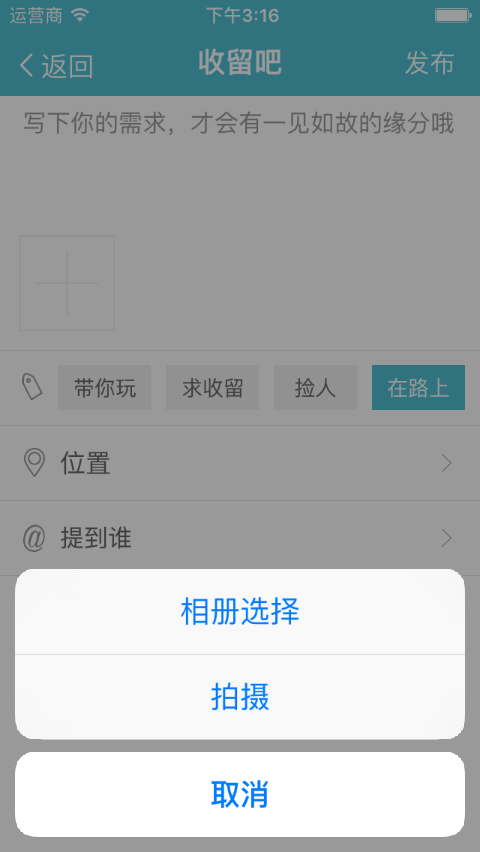 运营商 下午3:16
返回 收留吧 发布
写下你的需求，才会有一见如故的缘分哦
带你玩 求收留 捡人 在路上
位置
@ 提到谁
相册选择
拍摄
取消